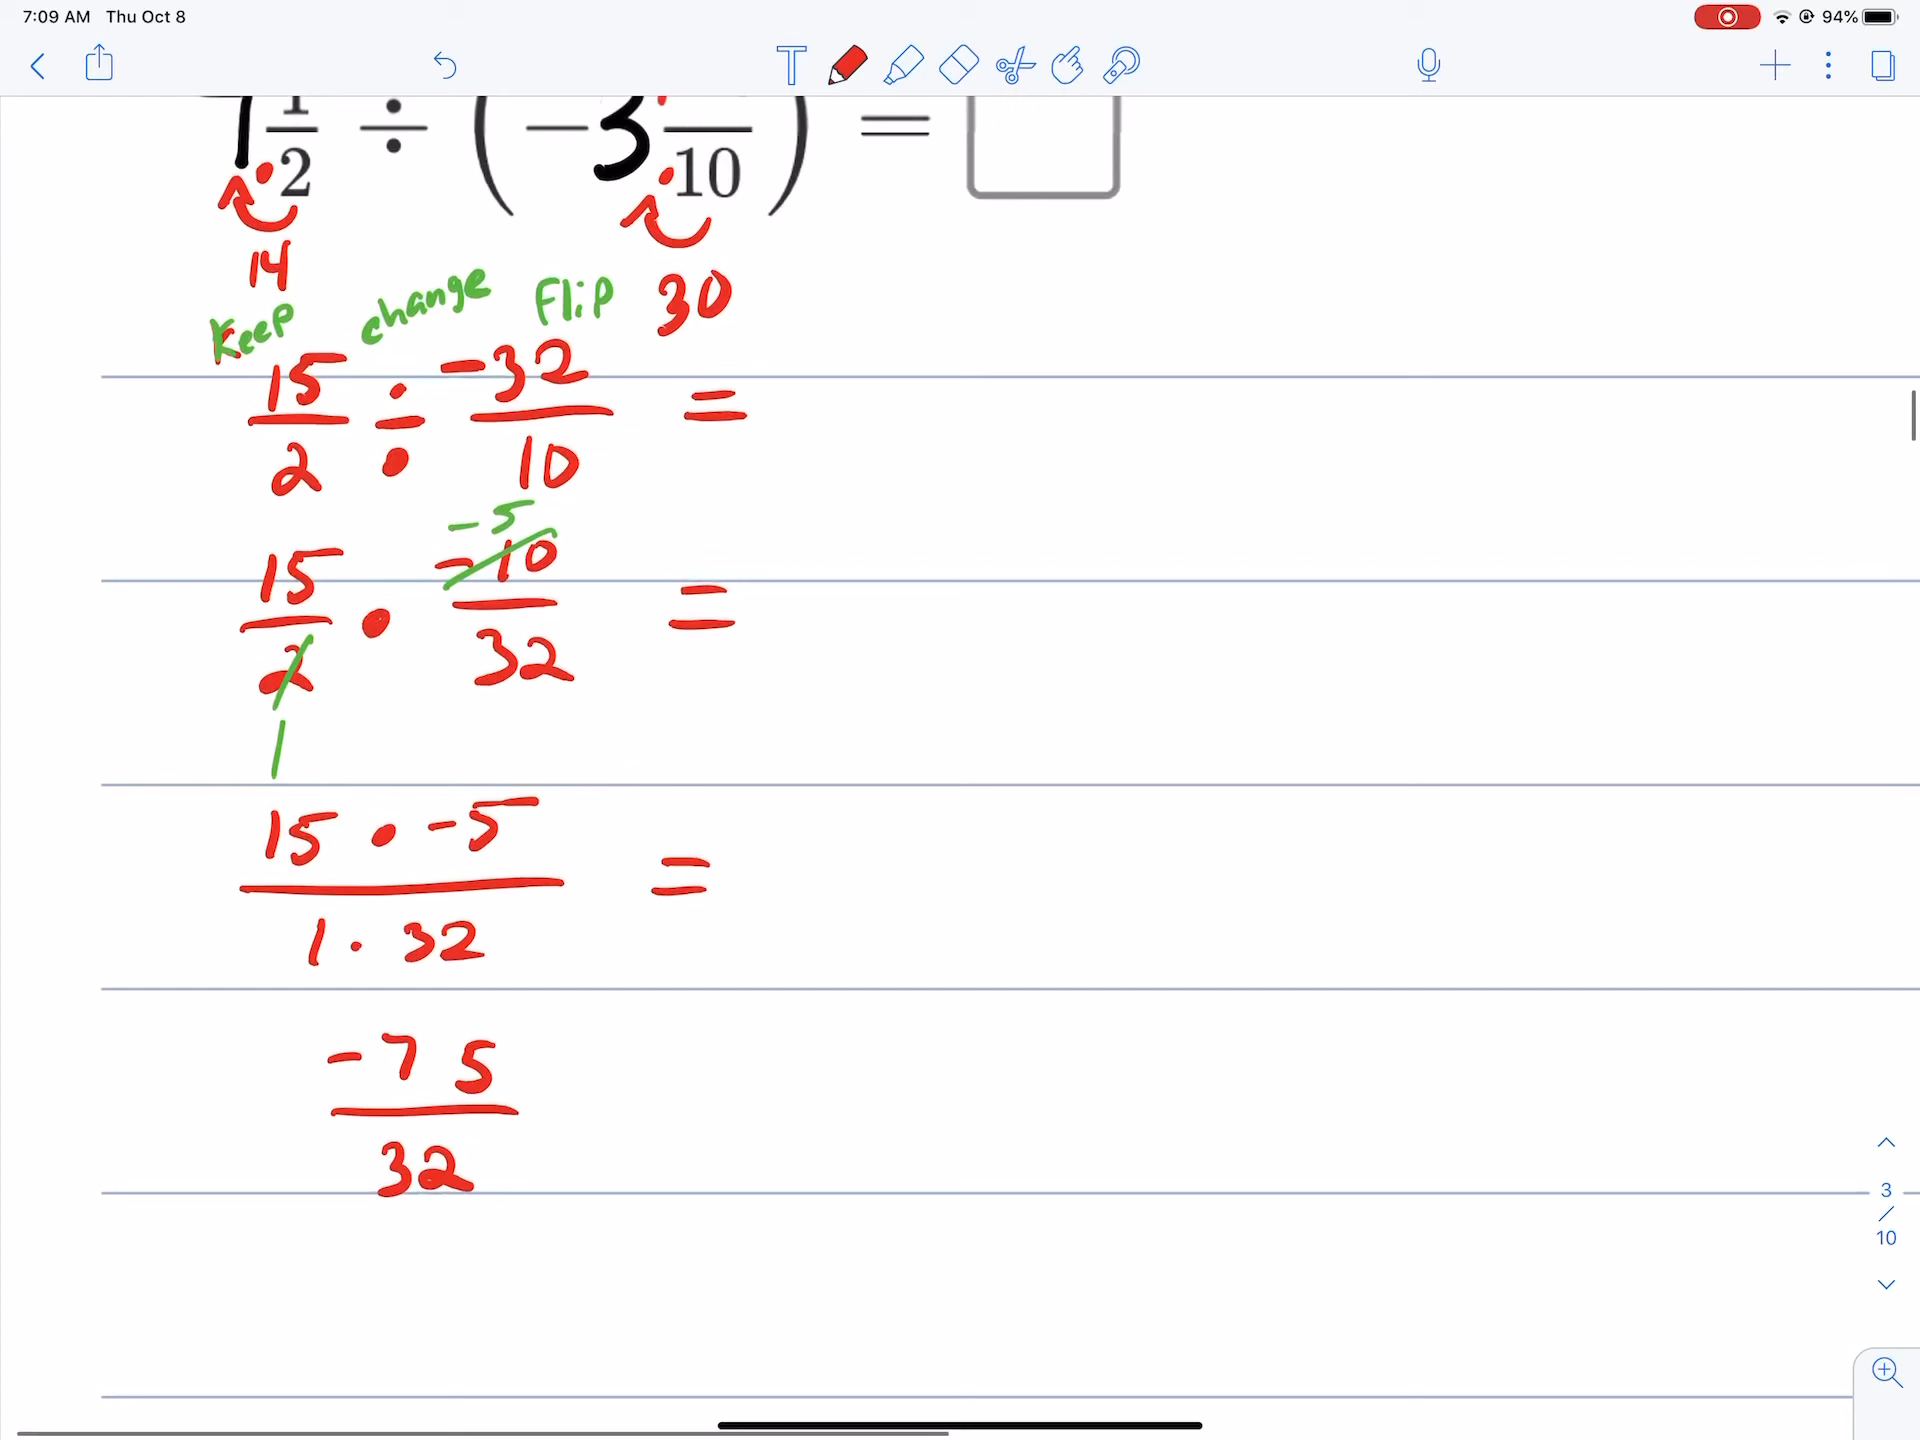 7:09 AM Thu Oct 8 94%
7 1/2 ÷ (-3 /10) =
14
30
Keep change Flip
15/2 ÷ -32/10 =
-5
15/2 • -10/32 =
1
15 • -5 / 1 • 32 =
-75/32
3 / 10